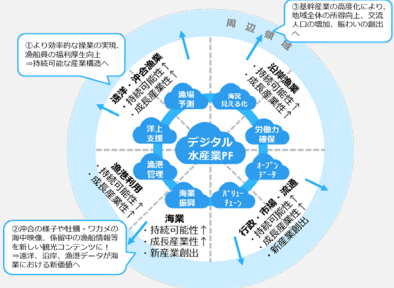 ③基幹産業の高度化により、
地域全体の所得向上、交流
人口の増加、賑わいの創出
へ
周辺領域
①より効率的な操業の実現、
漁船員の福利厚生向上
⇒持続可能な産業構造へ
遠洋・沖合漁業
・持続可能性↑
・成長産業性↑
沿岸漁業
・持続可能性↑
・成長産業性↑
漁場
予測
海況
見える化
洋上
支援
労働力
確保
デジタル
水産業PF
漁港
管理
オープン
データ
海業
振興
バリュー
チェーン
漁港利用
・持続可能性↑
・成長産業性↑
海業
・持続可能性↑
・成長産業性↑
・新産業創出
行政・市場・流通
・持続可能性↑
・成長産業性↑
・新産業創出
②沖合の様子や牡蠣・ワカメの
海中映像、係留中の漁船情報等
を新しい観光コンテンツに！
⇒遠洋、沿岸、漁港データが海
業における新価値へ